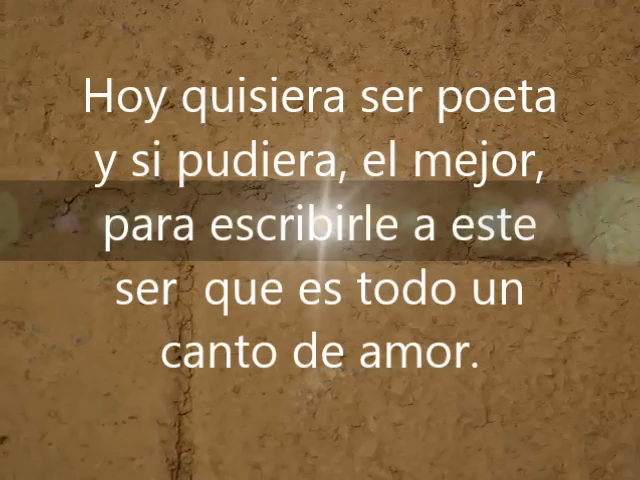 Hoy quisiera ser poeta
y si pudiera, el mejor,
para escribirle a este
ser  que es todo un
canto de amor.